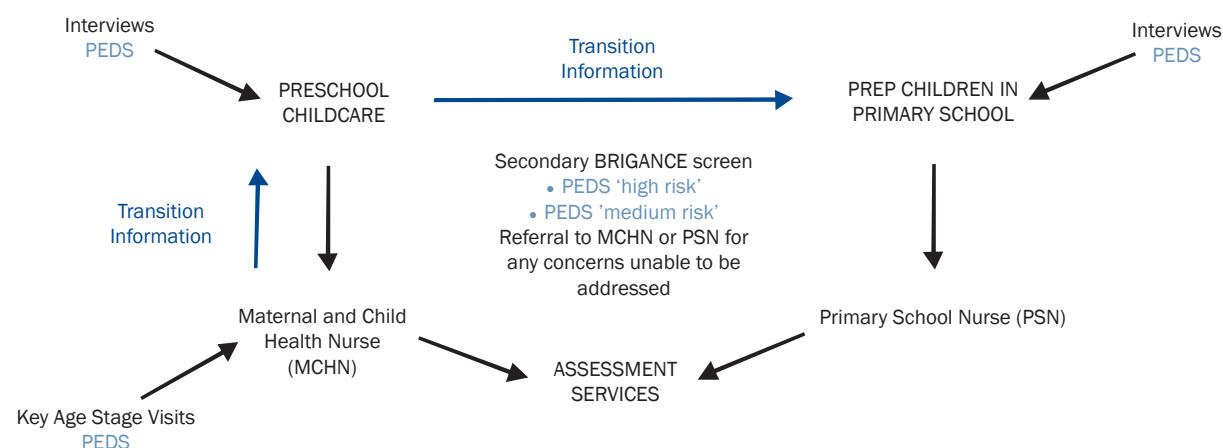 Interviews
PEDS
Transition
Information
Interviews
PEDS
PRESCHOOL
CHILDCARE
PREP CHILDREN IN
PRIMARY SCHOOL
Secondary BRIGANCE screen
• PEDS ‘high risk’
• PEDS ’medium risk’
Referral to MCHN or PSN for
any concerns unable to be
addressed
Transition
Information
Maternal and Child
Health Nurse
(MCHN)
Primary School Nurse (PSN)
ASSESSMENT
SERVICES
Key Age Stage Visits
PEDS